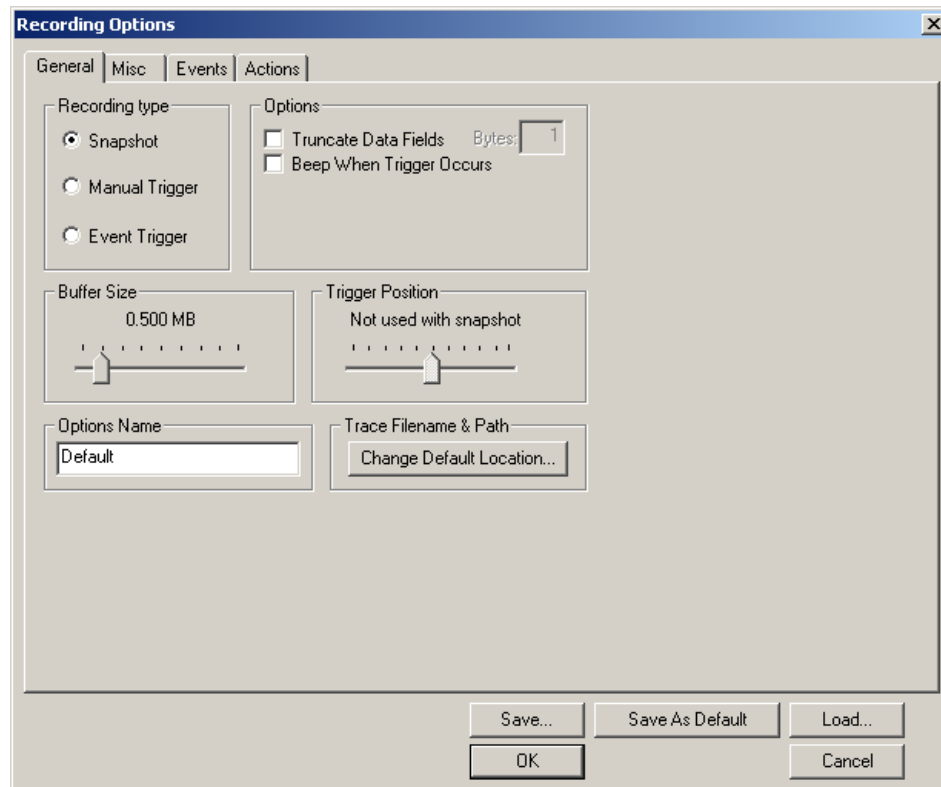 Recording Options
General Misc Events Actions
Recording type
Snapshot
Manual Trigger
Event Trigger
Options
Truncate Data Fields Bytes: 1
Beep When Trigger Occurs
Buffer Size
0.500 MB
Trigger Position
Not used with snapshot
Options Name
Default
Trace Filename & Path
Change Default Location...
Save... Save As Default Load...
OK Cancel